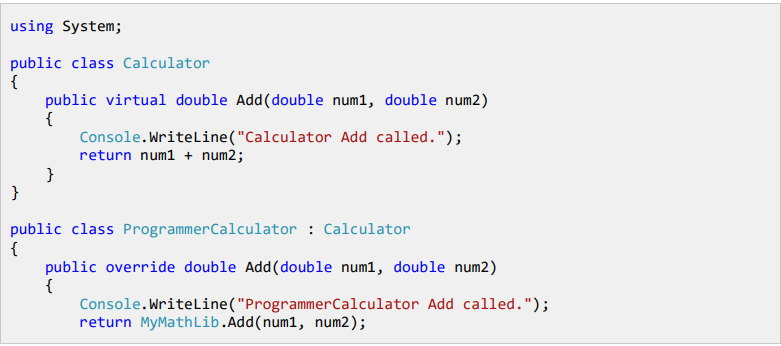 using System;
public class Calculator
{
    public virtual double Add(double num1, double num2)
    {
        Console.WriteLine("Calculator Add called.");
        return num1 + num2;
    }
}
public class ProgrammerCalculator : Calculator
{
    public override double Add(double num1, double num2)
    {
        Console.WriteLine("ProgrammerCalculator Add called.");
        return MyMathLib.Add(num1, num2);